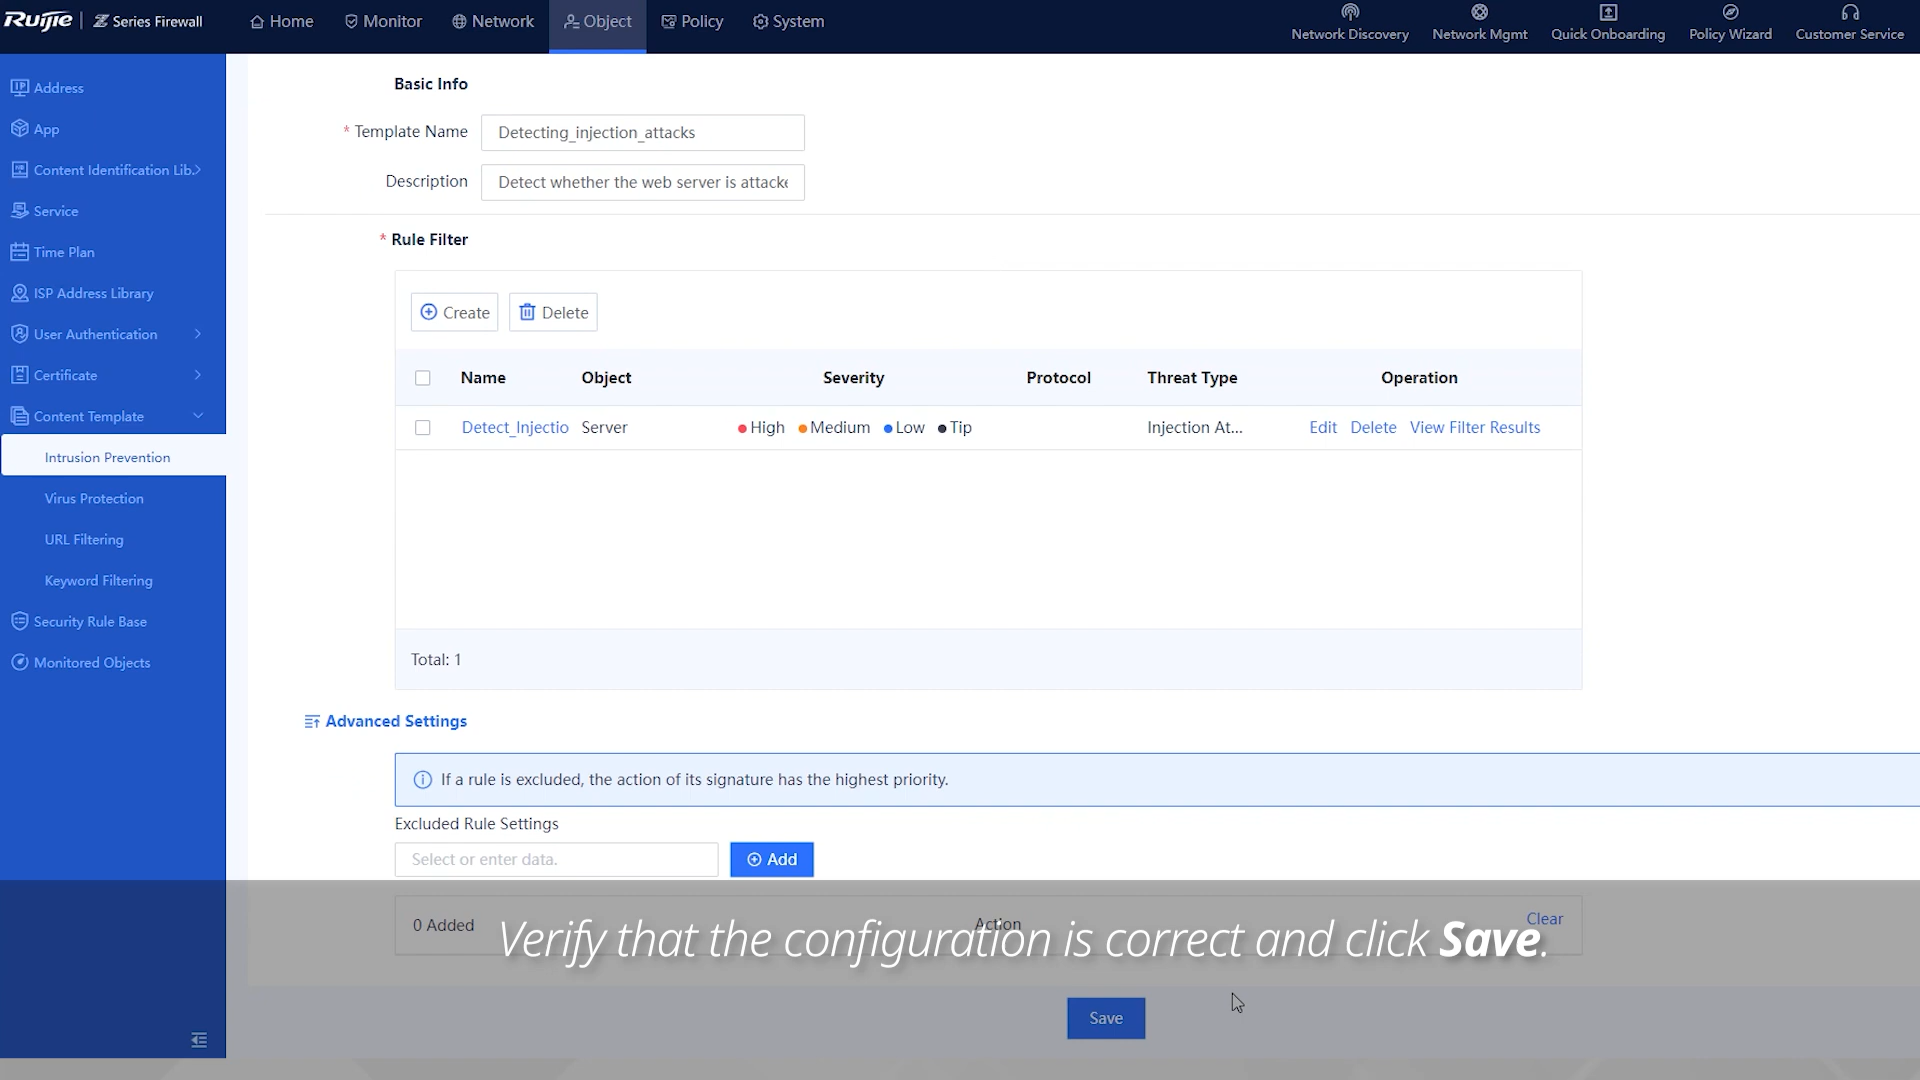 Ruijie | Z Series Firewall
Home Monitor Network Object Policy System
Network Discovery Network Mgmt Quick Onboarding Policy Wizard Customer Service
Address
App
Content Identification Lib.
Service
Time Plan
ISP Address Library
User Authentication
Certificate
Content Template
Intrusion Prevention
Virus Protection
URL Filtering
Keyword Filtering
Security Rule Base
Monitored Objects
Basic Info
* Template Name Detecting_injection_attacks
Description Detect whether the web server is attacke
* Rule Filter
Create Delete
Name Object Severity Protocol Threat Type Operation
Detect_Injectio Server High Medium Low Tip Injection At... Edit Delete View Filter Results
Total: 1
Advanced Settings
If a rule is excluded, the action of its signature has the highest priority.
Excluded Rule Settings
Select or enter data. Add
0 Added Action Clear
Verify that the configuration is correct and click Save.
Save